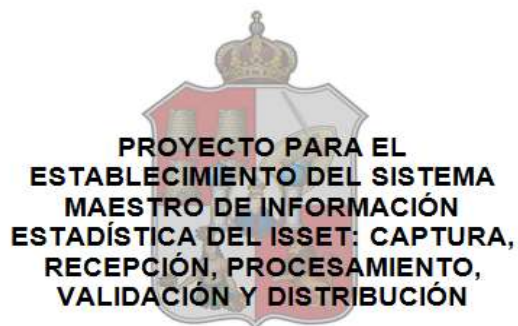 PROYECTO PARA EL
ESTABLECIMIENTO DEL SISTEMA
MAESTRO DE INFORMACIÓN
ESTADÍSTICA DEL ISSET: CAPTURA,
RECEPCIÓN, PROCESAMIENTO,
VALIDACIÓN Y DISTRIBUCIÓN